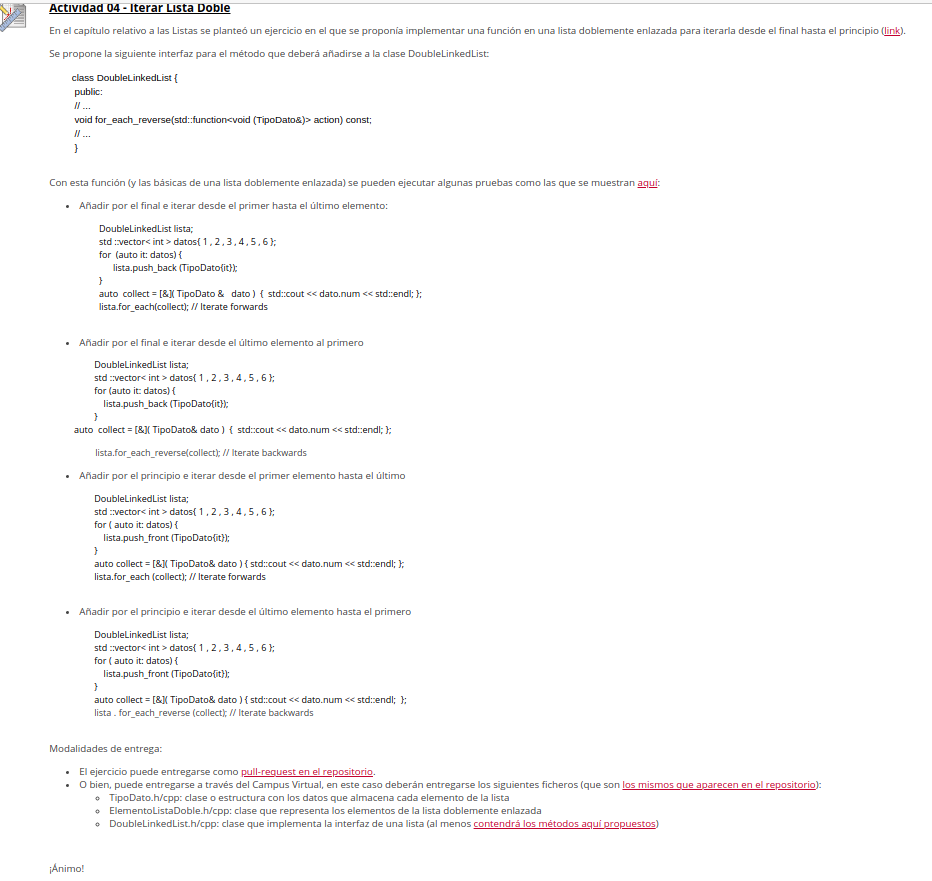 Actividad 04 - Iterar Lista Doble
En el capítulo relativo a las Listas se planteó un ejercicio en el que se proponía implementar una función en una lista doblemente enlazada para iterarla desde el final hasta el principio (link).
Se propone la siguiente interfaz para el método que deberá añadirse a la clase DoubleLinkedList:
class DoubleLinkedList {
public:
// ...
void for_each_reverse(std::function<void (TipoDato&)> action) const;
// ...
}
Con esta función (y las básicas de una lista doblemente enlazada) se pueden ejecutar algunas pruebas como las que se muestran aquí:
• Añadir por el final e iterar desde el primer hasta el último elemento:
DoubleLinkedList lista;
std ::vector< int > datos{ 1 , 2 , 3 , 4 , 5 , 6 };
for (auto it: datos) {
lista.push_back (TipoDato{it});
}
auto collect = [&]( TipoDato & dato ) { std::cout << dato.num << std::endl; };
lista.for_each(collect); // Iterate forwards
• Añadir por el final e iterar desde el último elemento al primero
DoubleLinkedList lista;
std ::vector< int > datos{ 1 , 2 , 3 , 4 , 5 , 6 };
for (auto it: datos) {
lista.push_back (TipoDato{it});
}
auto collect = [&]( TipoDato& dato ) { std::cout << dato.num << std::endl; };
lista.for_each_reverse(collect); // Iterate backwards
• Añadir por el principio e iterar desde el primer elemento hasta el último
DoubleLinkedList lista;
std ::vector< int > datos{ 1 , 2 , 3 , 4 , 5 , 6 };
for ( auto it: datos) {
lista.push_front (TipoDato{it});
}
auto collect = [&]( TipoDato& dato ) { std::cout << dato.num << std::endl; };
lista.for_each (collect); // Iterate forwards
• Añadir por el principio e iterar desde el último elemento hasta el primero
DoubleLinkedList lista;
std ::vector< int > datos{ 1 , 2 , 3 , 4 , 5 , 6 };
for ( auto it: datos) {
lista.push_front (TipoDato{it});
}
auto collect = [&]( TipoDato& dato ) { std::cout << dato.num << std::endl; };
lista . for_each_reverse (collect); // Iterate backwards
Modalidades de entrega:
• El ejercicio puede entregarse como pull-request en el repositorio.
• O bien, puede entregarse a través del Campus Virtual, en este caso deberán entregarse los siguientes ficheros (que son los mismos que aparecen en el repositorio):
○ TipoDato.h/cpp: clase o estructura con los datos que almacena cada elemento de la lista
○ ElementoListaDoble.h/cpp: clase que representa los elementos de la lista doblemente enlazada
○ DoubleLinkedList.h/cpp: clase que implementa la interfaz de una lista (al menos contendrá los métodos aquí propuestos)
¡Ánimo!